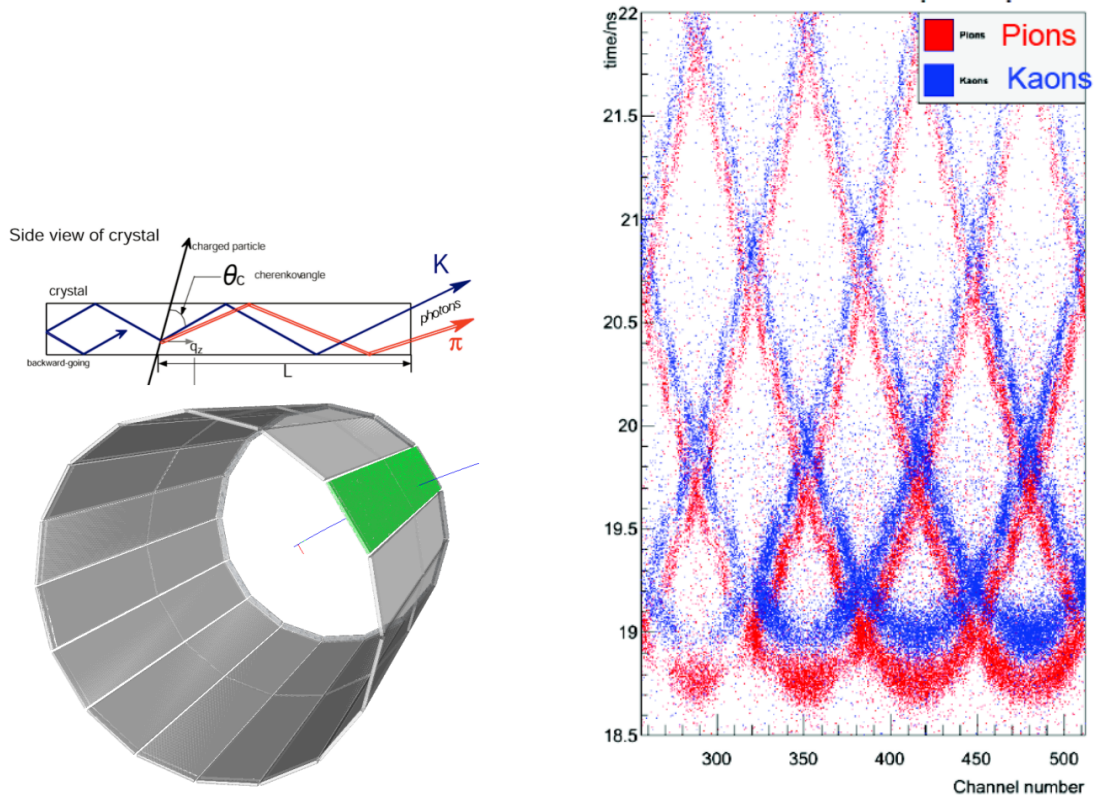 Side view of crystal
charged particle
θc cherenkovangle
crystal
K
photons
π
qz
backward-going
L
time/ns
22
21.5
21
20.5
20
19.5
19
18.5
Pions Pions
Kaons Kaons
300 350 400 450 500
Channel number